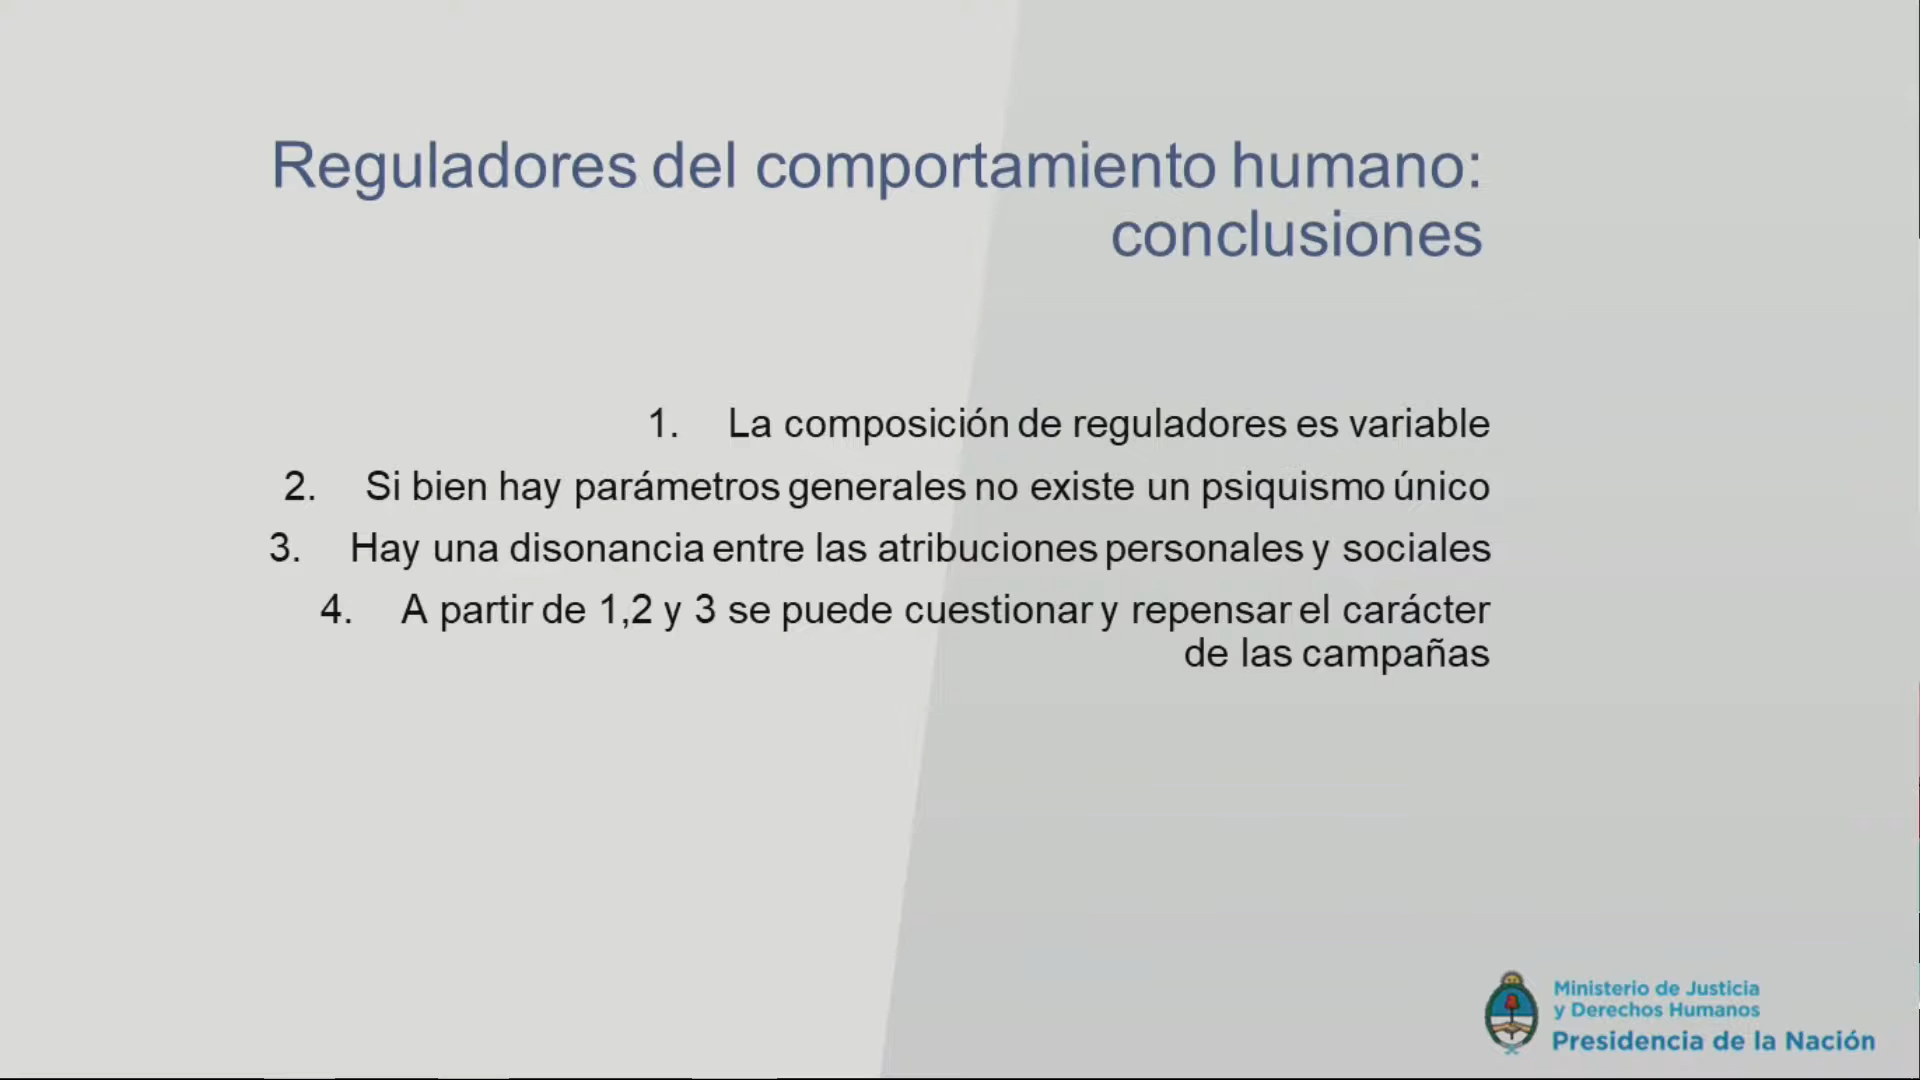 Reguladores del comportamiento humano:
conclusiones
1. La composición de reguladores es variable
2. Si bien hay parámetros generales no existe un psiquismo único
3. Hay una disonancia entre las atribuciones personales y sociales
4. A partir de 1,2 y 3 se puede cuestionar y repensar el carácter
de las campañas
Ministerio de Justicia
y Derechos Humanos
Presidencia de la Nación